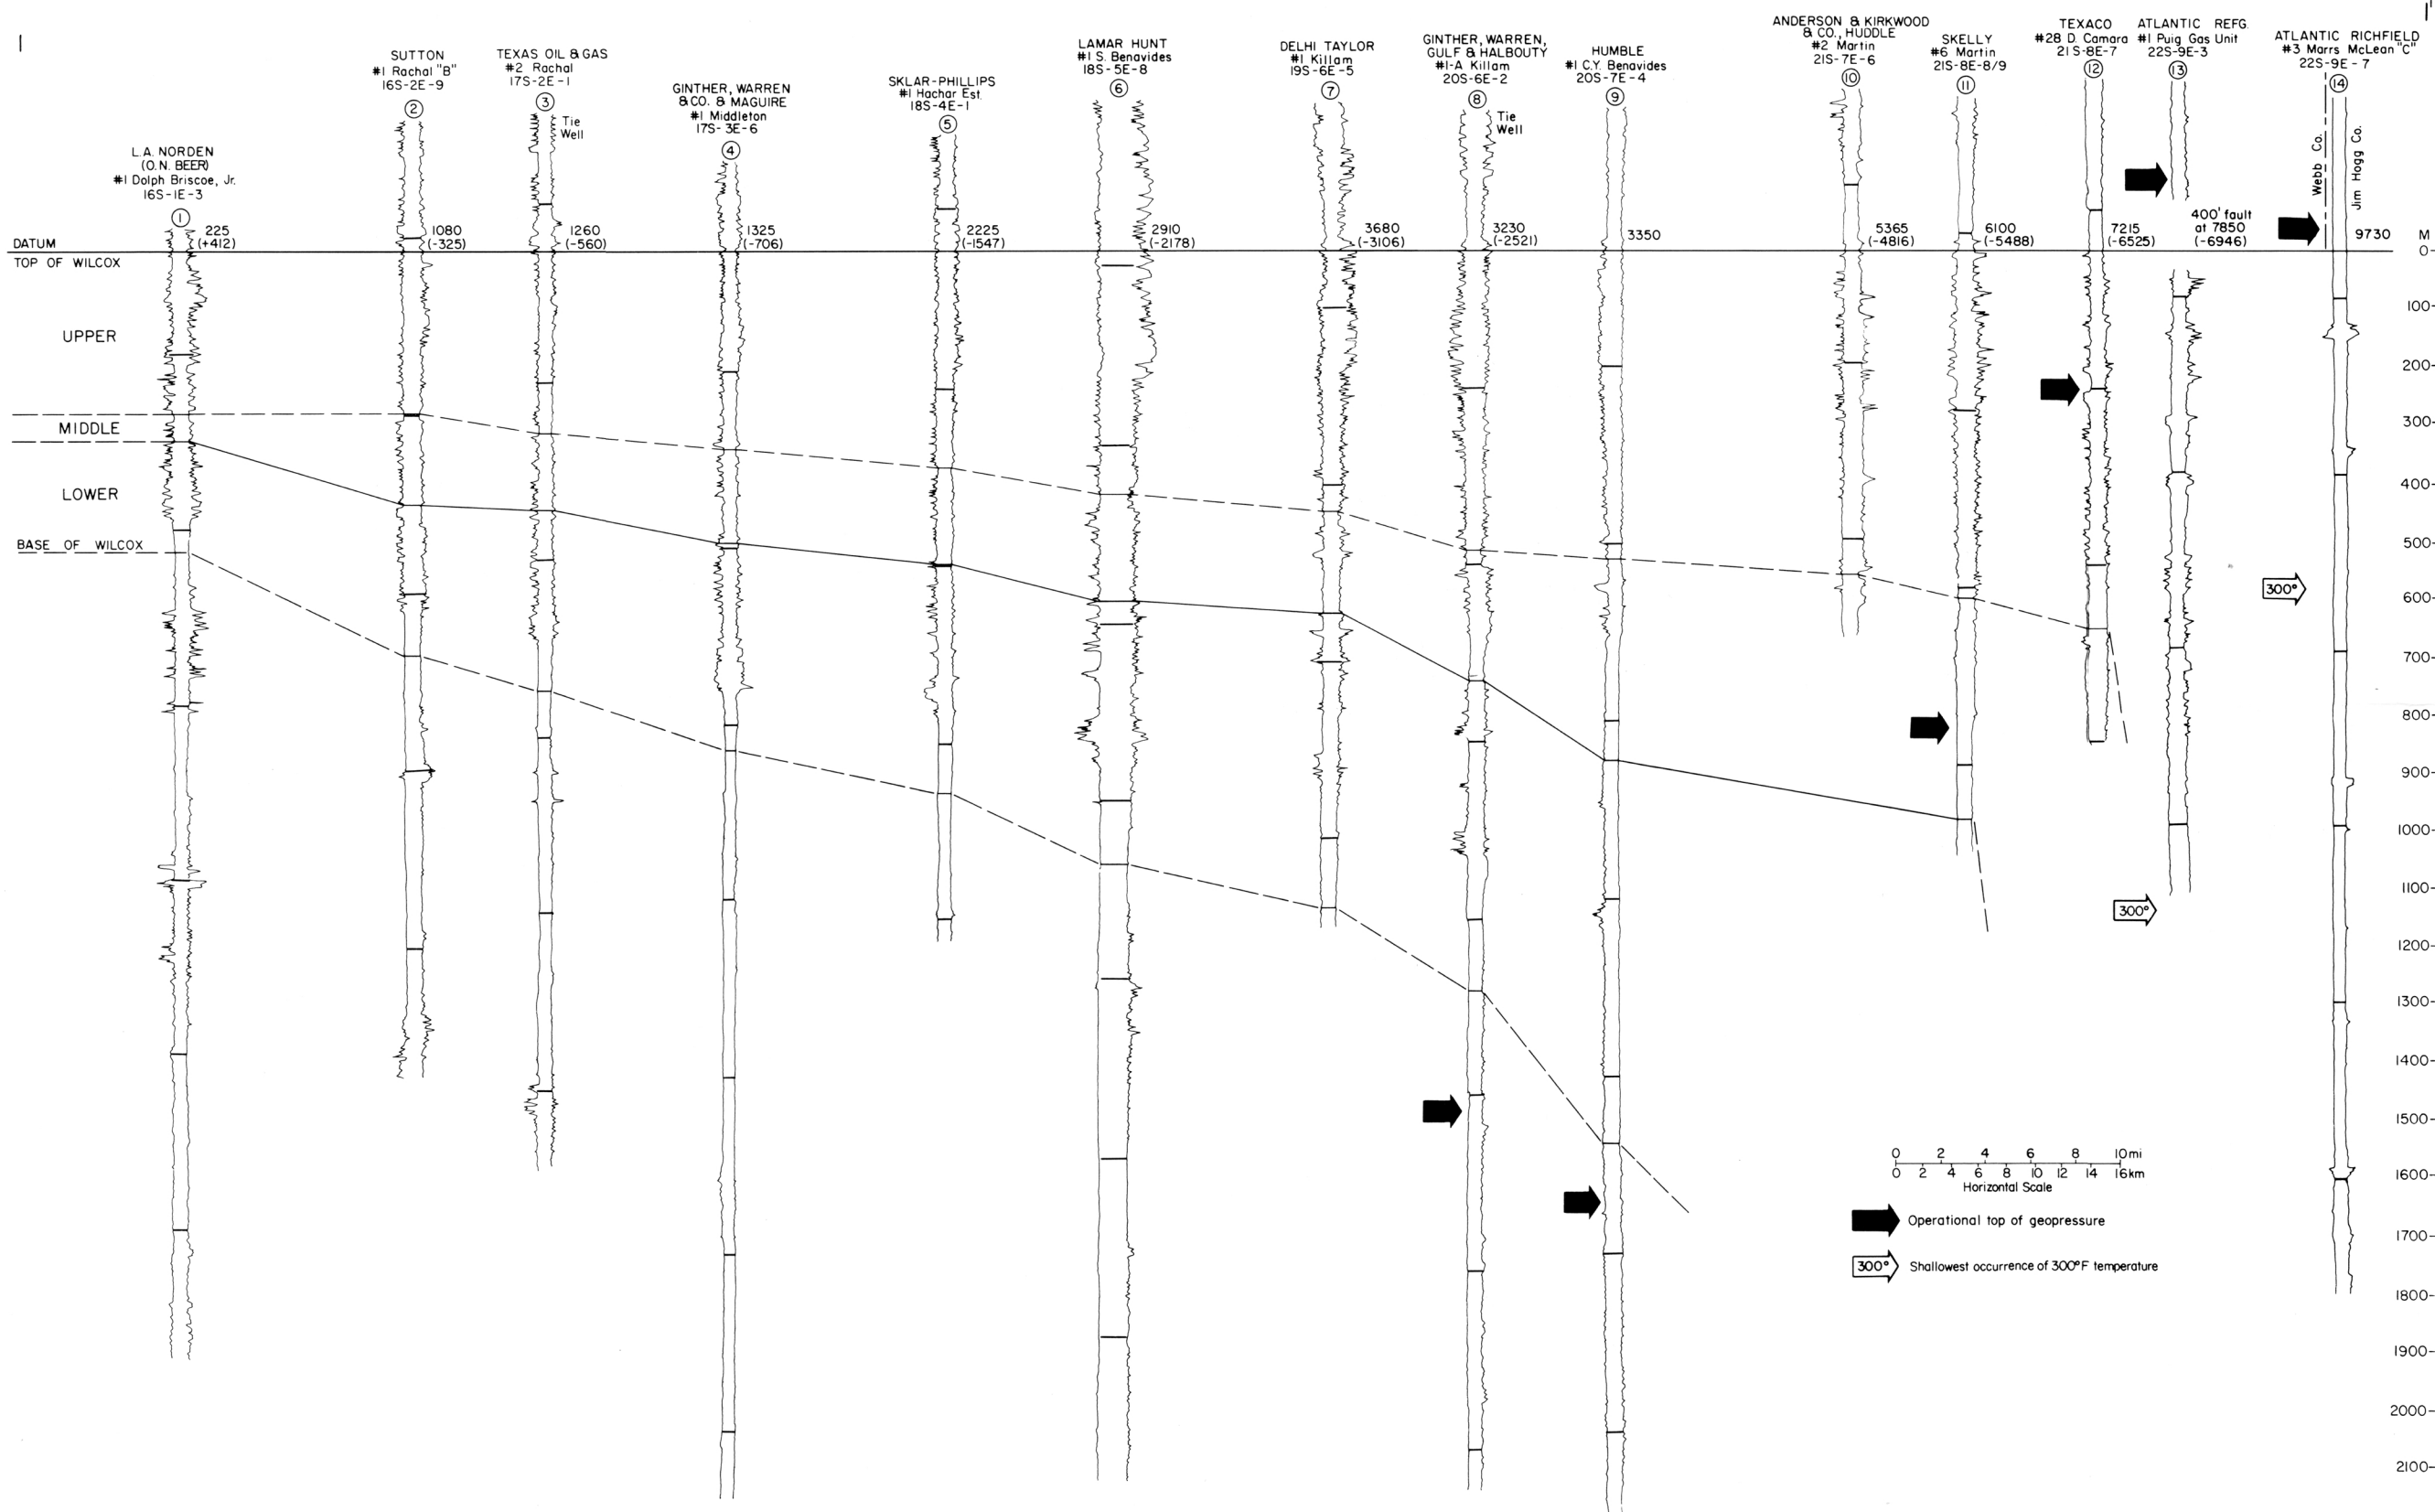 I
I'
L.A. NORDEN
(O.N. BEER)
#1 Dolph Briscoe, Jr.
16S-1E-3
1
SUTTON
#1 Rachal "B"
16S-2E-9
2
TEXAS OIL & GAS
#2 Rachal
17S-2E-1
3
Tie
Well
GINTHER, WARREN
& CO. & MAGUIRE
#1 Middleton
17S-3E-6
4
SKLAR-PHILLIPS
#1 Hachar Est.
18S-4E-1
5
LAMAR HUNT
#1 S. Benavides
18S-5E-8
6
DELHI TAYLOR
#1 Killam
19S-6E-5
7
GINTHER, WARREN,
GULF & HALBOUTY
#1-A Killam
20S-6E-2
8
Tie
Well
HUMBLE
#1 C.Y. Benavides
20S-7E-4
9
ANDERSON & KIRKWOOD
& CO., HUDDLE
#2 Martin
21S-7E-6
10
SKELLY
#6 Martin
21S-8E-8/9
11
TEXACO
#28 D. Camara
21S-8E-7
12
ATLANTIC REFG.
#1 Puig Gas Unit
22S-9E-3
13
ATLANTIC RICHFIELD
#3 Marrs McLean "C"
22S-9E-7
14
Webb Co.
Jim Hogg Co.
DATUM
225
(+412)
1080
(-325)
1260
(-560)
1325
(-706)
2225
(-1547)
2910
(-2178)
3680
(-3106)
3230
(-2521)
3350
5365
(-4816)
6100
(-5488)
7215
(-6525)
400' fault
at 7850
(-6946)
9730
M
0
TOP OF WILCOX
UPPER
MIDDLE
LOWER
BASE OF WILCOX
100
200
300
400
500
600
700
800
900
1000
1100
1200
1300
1400
1500
1600
1700
1800
1900
2000
2100
300°
300°
0 2 4 6 8 10 mi
0 2 4 6 8 10 12 14 16 km
Horizontal Scale
Operational top of geopressure
300° Shallowest occurrence of 300°F temperature